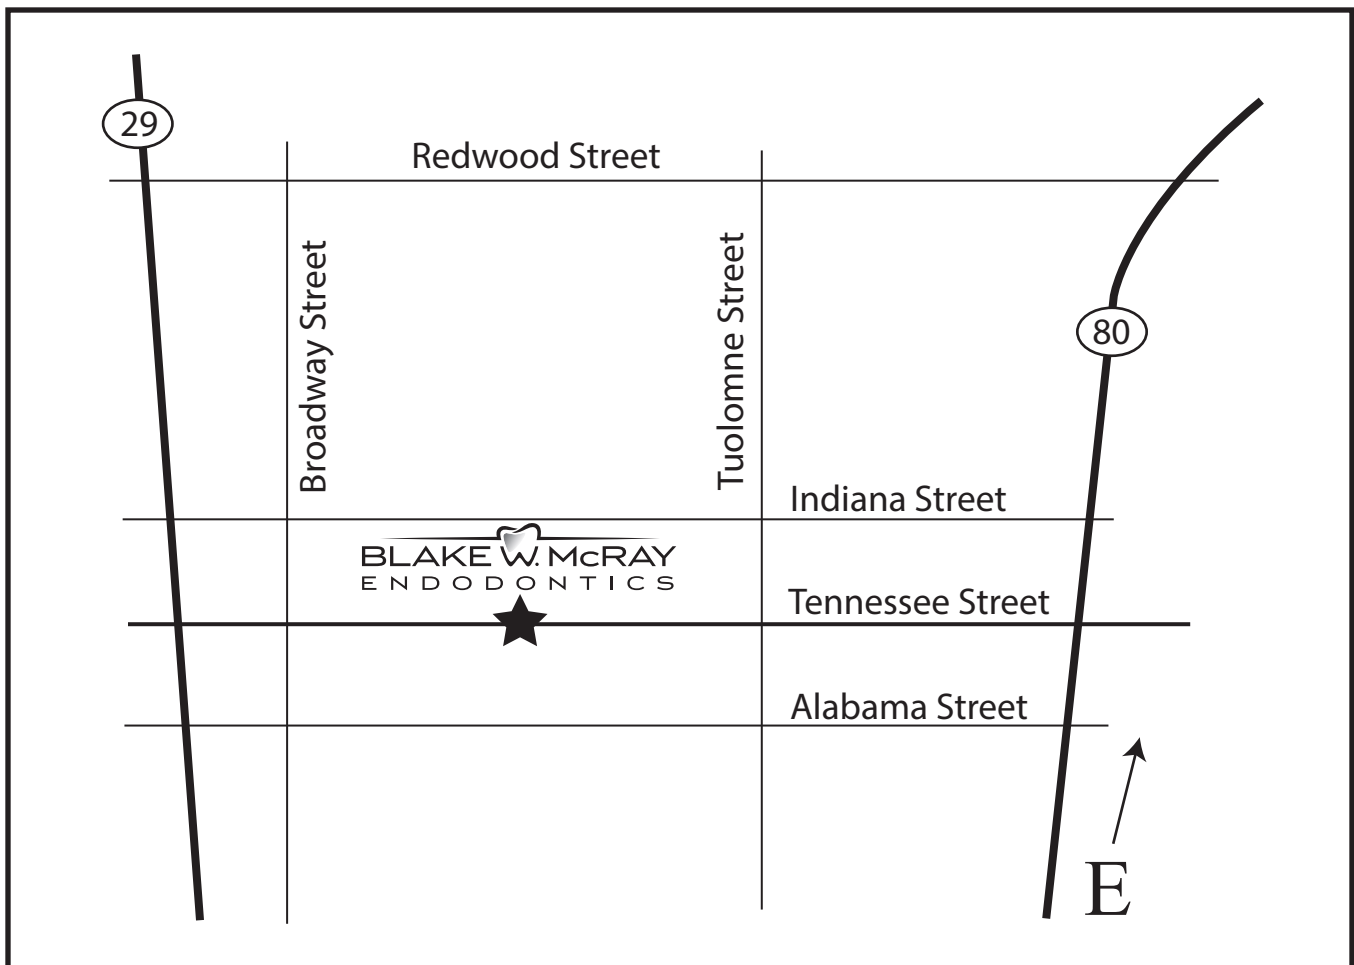 29
Redwood Street
Broadway Street
Tuolomne Street
80
Indiana Street
BLAKE W. McRAY
ENDODONTICS
Tennessee Street
Alabama Street
E